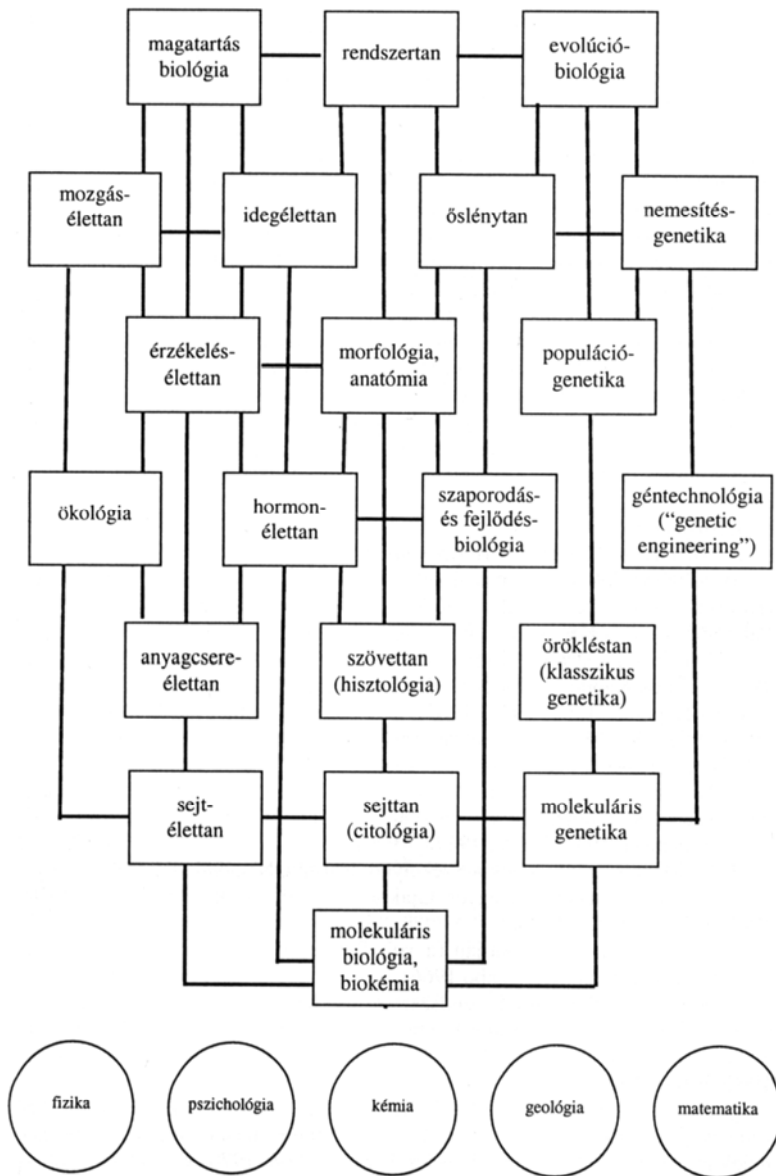 magatartás
biológia
rendszertan
evolúció-
biológia
mozgás-
élettan
idegélettan
őslénytan
nemesítés-
genetika
érzékelés-
élettan
morfológia,
anatómia
populáció-
genetika
ökológia
hormon-
élettan
szaporodás-
és fejlődés-
biológia
géntechnológia
(“genetic
engineering”)
anyagcsere-
élettan
szövettan
(hisztológia)
örökléstan
(klasszikus
genetika)
sejt-
élettan
sejttan
(citológia)
molekuláris
genetika
molekuláris
biológia,
biokémia
fizika
pszichológia
kémia
geológia
matematika